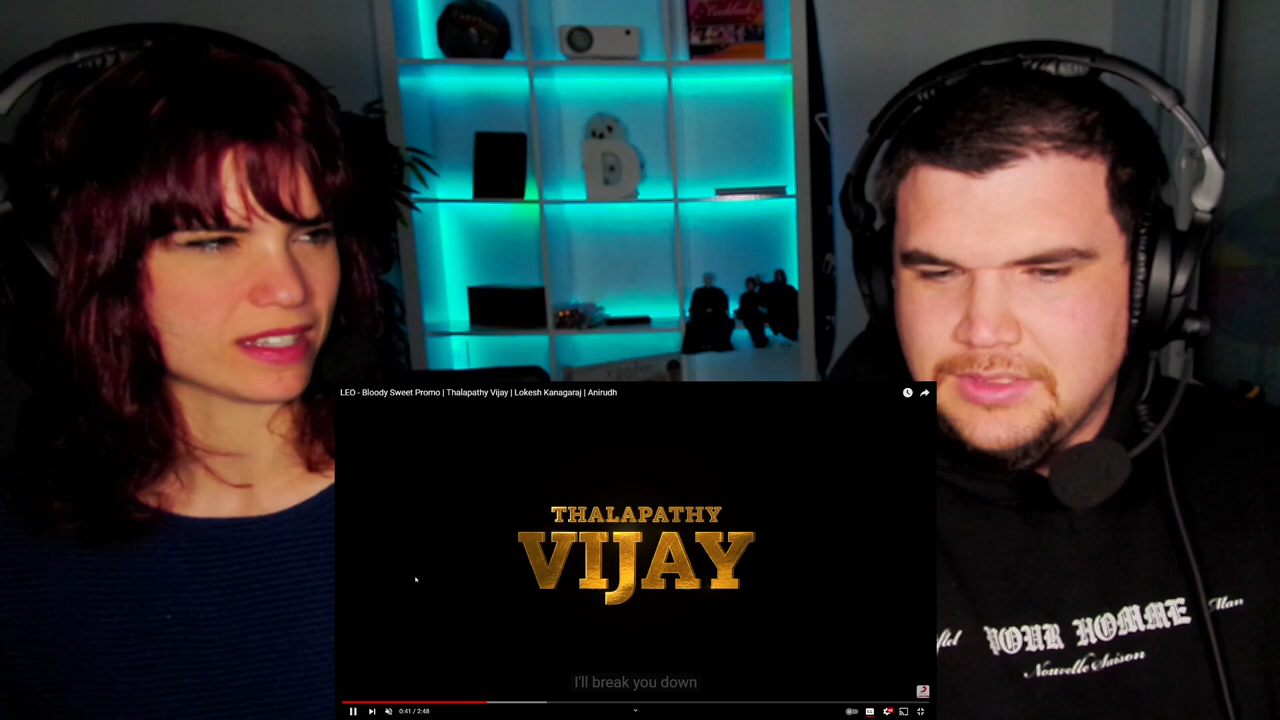 D
LEO - Bloody Sweet Promo | Thalapathy Vijay | Lokesh Kanagaraj | Anirudh
THALAPATHY
VIJAY
I'll break you down
0:41 / 2:48
POUR HOMME
Man
Nouvelle Saison